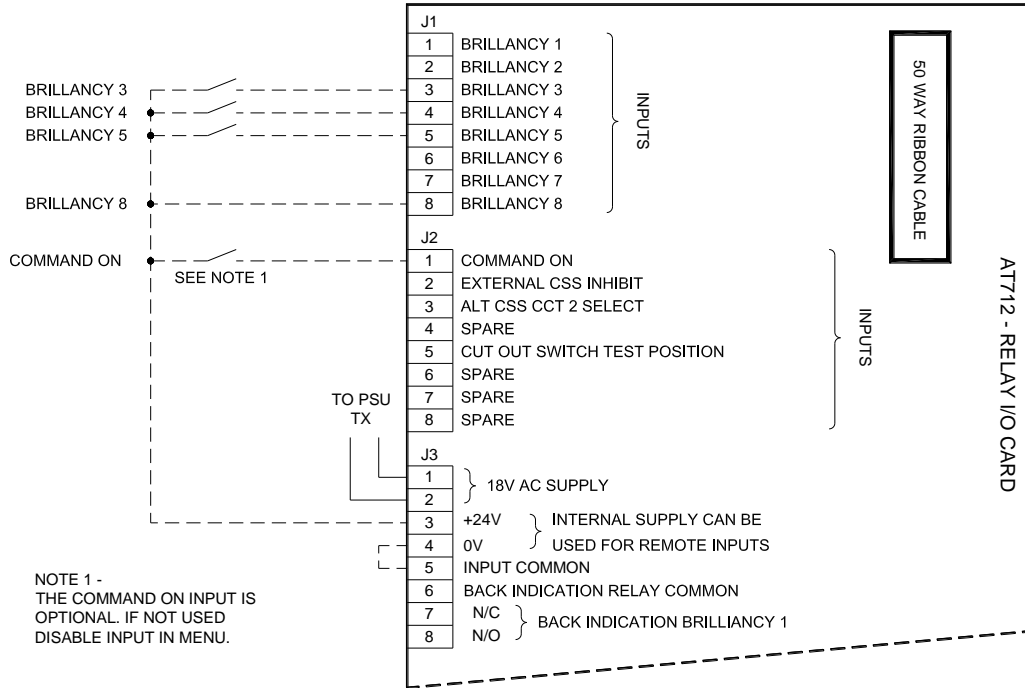 J1
1 BRILLANCY 1
2 BRILLANCY 2
BRILLANCY 3 3 BRILLANCY 3
BRILLANCY 4 4 BRILLANCY 4
BRILLANCY 5 5 BRILLANCY 5
6 BRILLANCY 6
7 BRILLANCY 7
BRILLANCY 8 8 BRILLANCY 8
INPUTS
50 WAY RIBBON CABLE
AT712 - RELAY I/O CARD
J2
COMMAND ON 1 COMMAND ON
SEE NOTE 1
2 EXTERNAL CSS INHIBIT
3 ALT CSS CCT 2 SELECT
4 SPARE
5 CUT OUT SWITCH TEST POSITION
6 SPARE
7 SPARE
8 SPARE
INPUTS
TO PSU
TX
J3
1
2
18V AC SUPPLY
3 +24V INTERNAL SUPPLY CAN BE
4 0V USED FOR REMOTE INPUTS
5 INPUT COMMON
6 BACK INDICATION RELAY COMMON
7 N/C
8 N/O
BACK INDICATION BRILLIANCY 1
NOTE 1 -
THE COMMAND ON INPUT IS
OPTIONAL. IF NOT USED
DISABLE INPUT IN MENU.